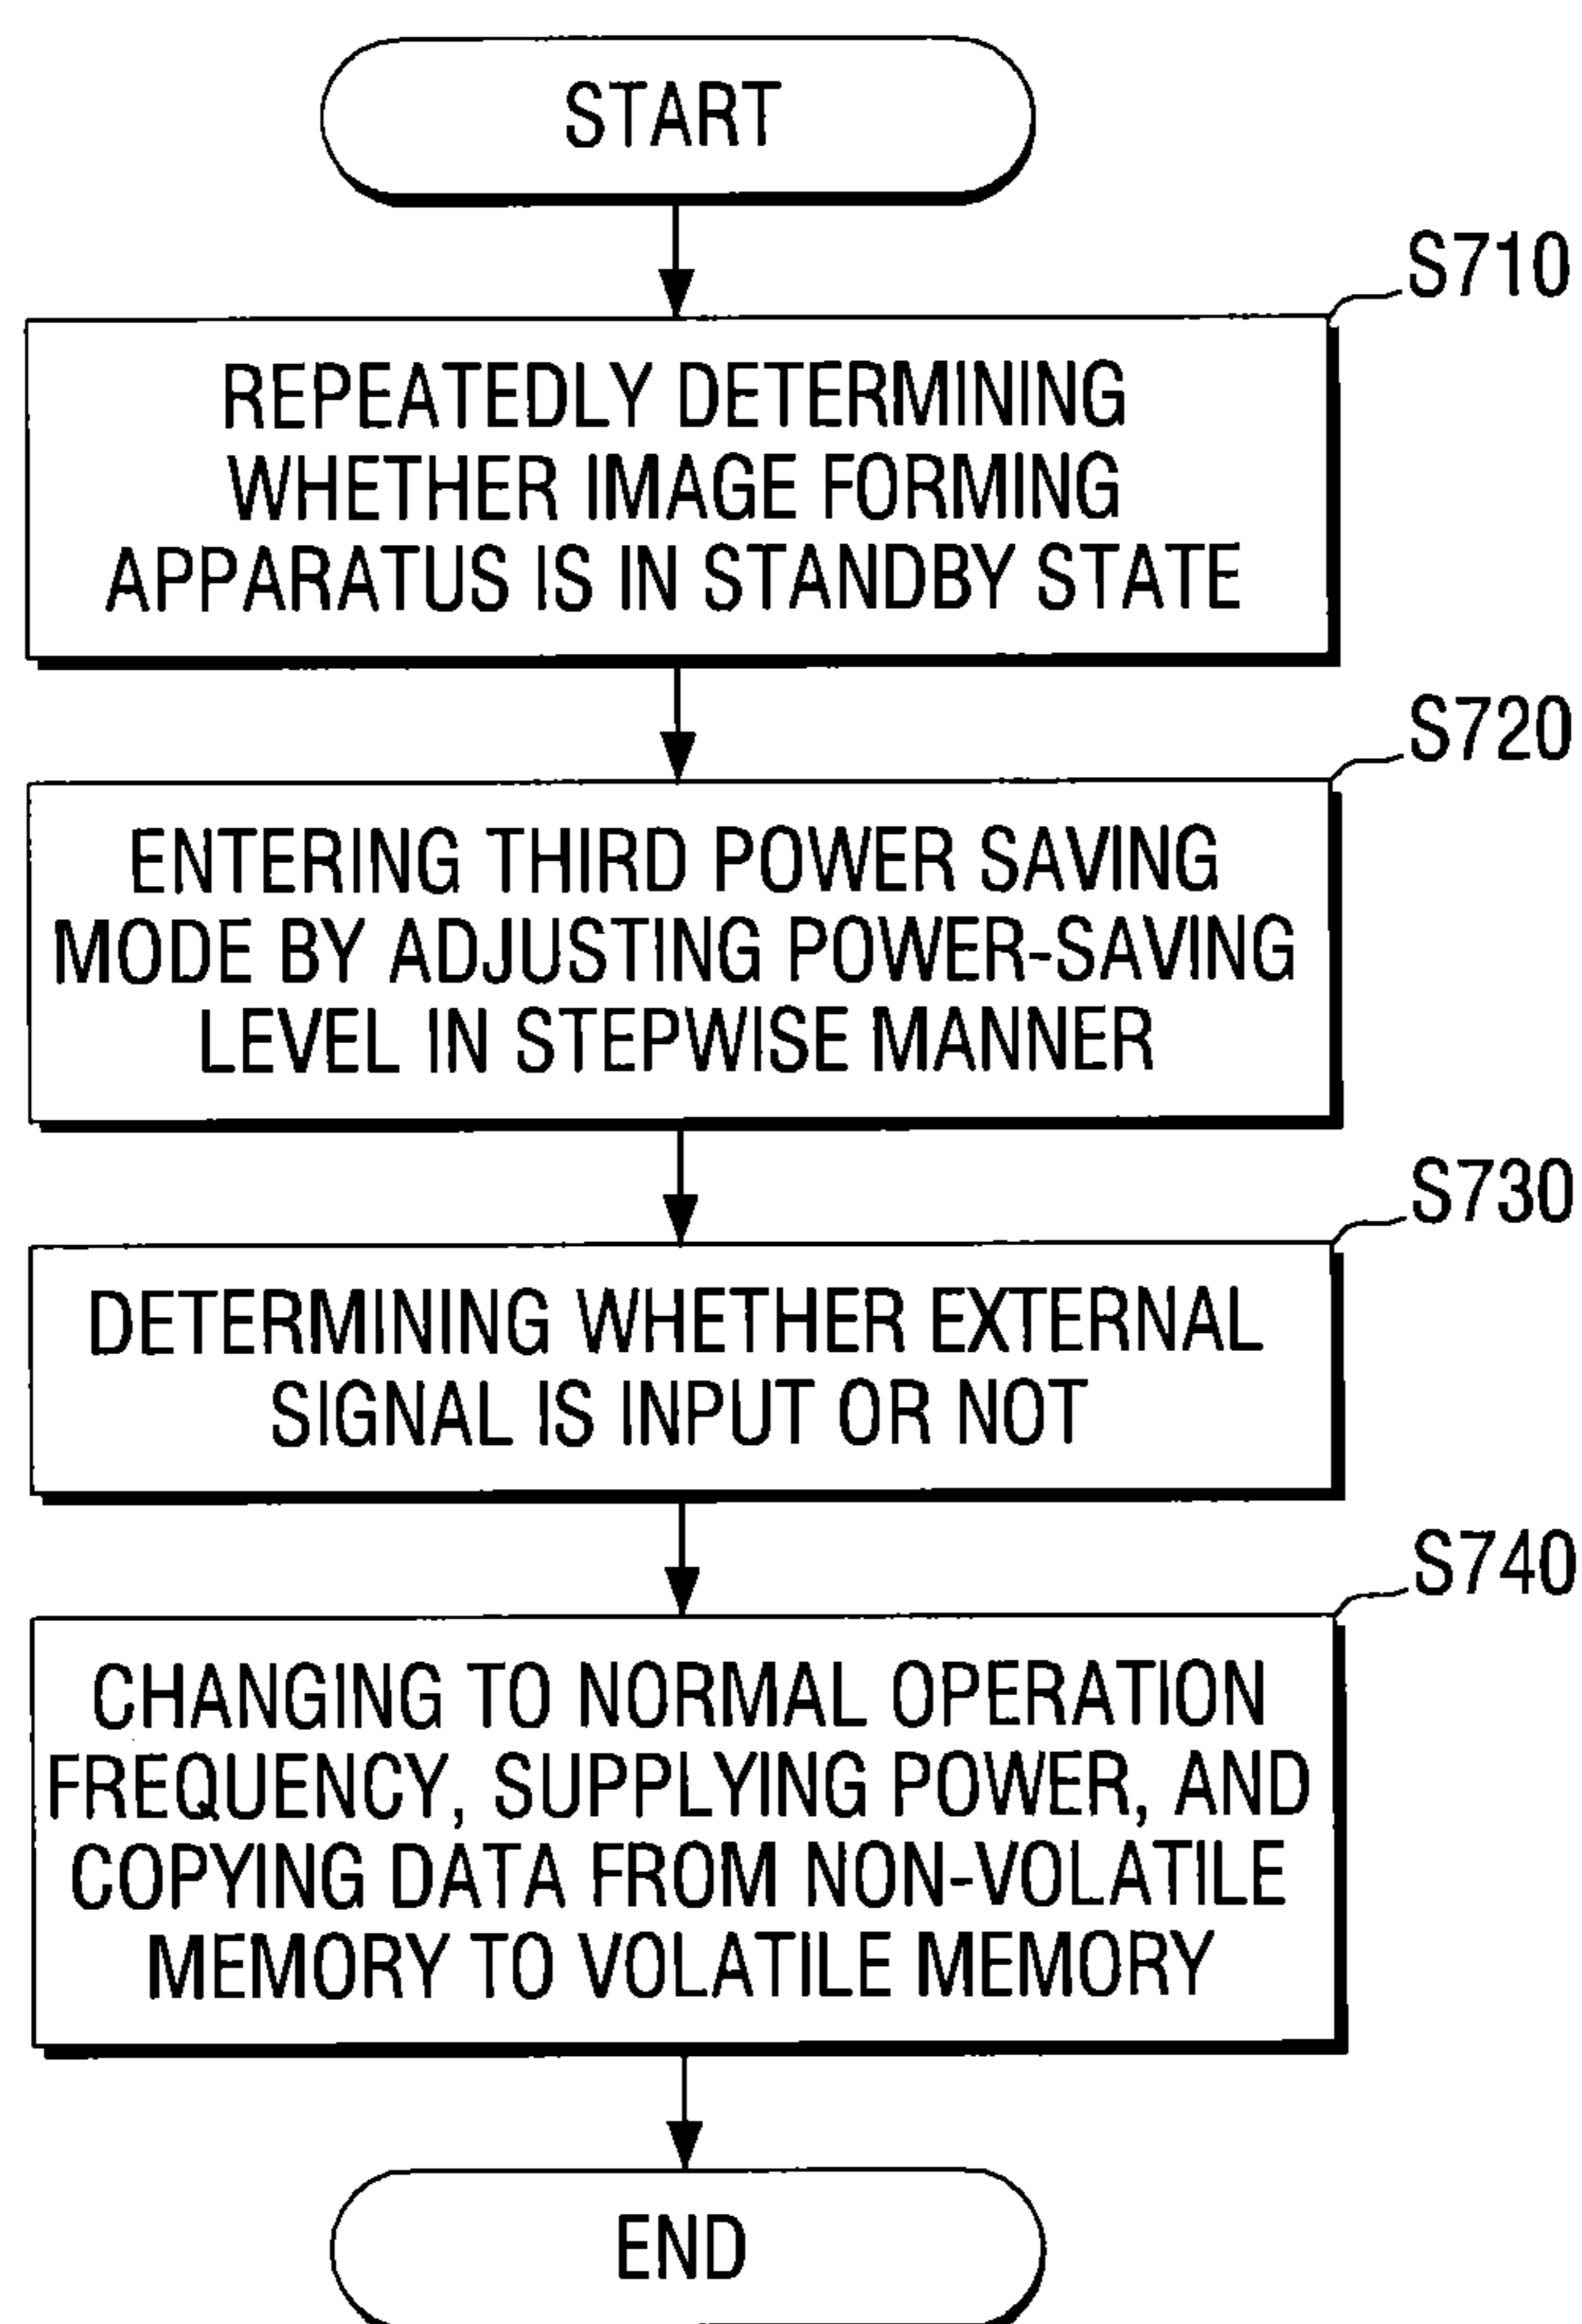 START
S710
REPEATEDLY DETERMINING
WHETHER IMAGE FORMING
APPARATUS IS IN STANDBY STATE
S720
ENTERING THIRD POWER SAVING
MODE BY ADJUSTING POWER-SAVING
LEVEL IN STEPWISE MANNER
S730
DETERMINING WHETHER EXTERNAL
SIGNAL IS INPUT OR NOT
S740
CHANGING TO NORMAL OPERATION
FREQUENCY, SUPPLYING POWER, AND
COPYING DATA FROM NON-VOLATILE
MEMORY TO VOLATILE MEMORY
END